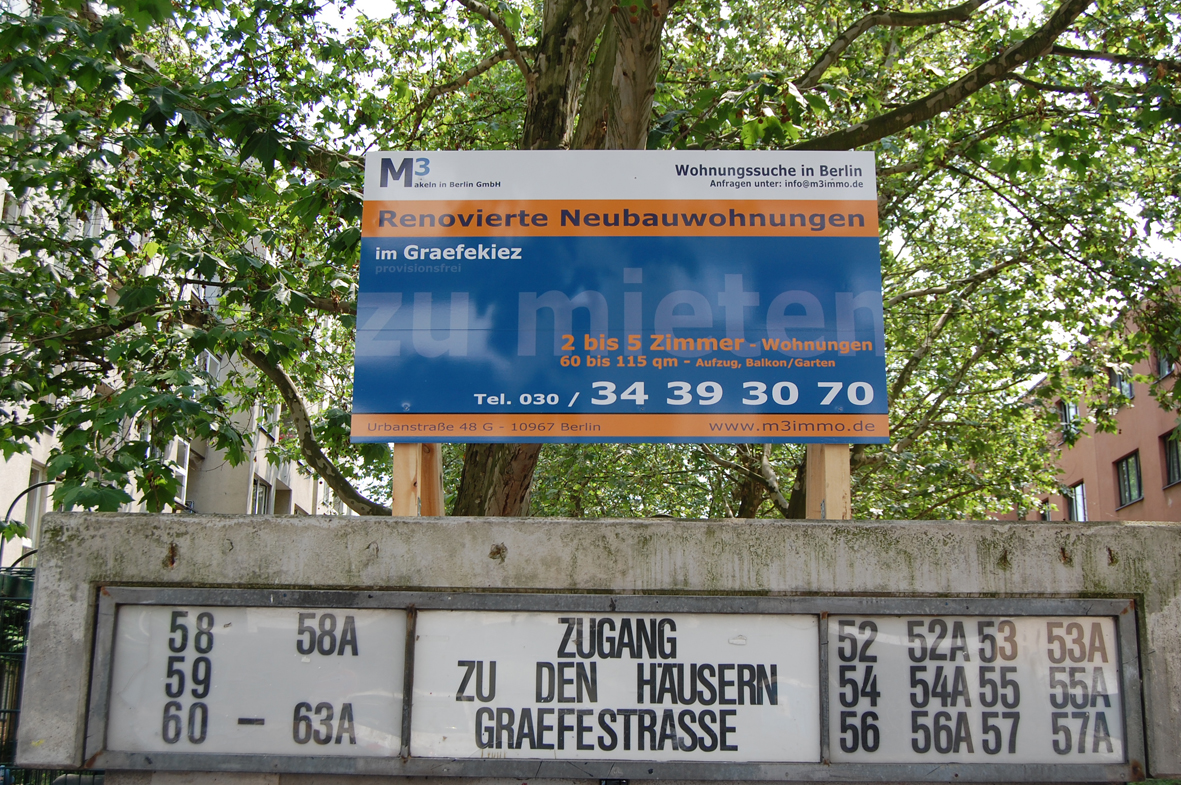 M³
akeln in Berlin GmbH
Wohnungssuche in Berlin
Anfragen unter: info@m3immo.de
Renovierte Neubauwohnungen
im Graefekiez
provisionsfrei
zu mieten
2 bis 5 Zimmer - Wohnungen
60 bis 115 qm - Aufzug, Balkon/Garten
Tel. 030 / 34 39 30 70
Urbanstraße 48 G - 10967 Berlin
www.m3immo.de
58 58A
59
60 - 63A
ZUGANG
ZU DEN HÄUSERN
GRAEFESTRASSE
52 52A 53 53A
54 54A 55 55A
56 56A 57 57A